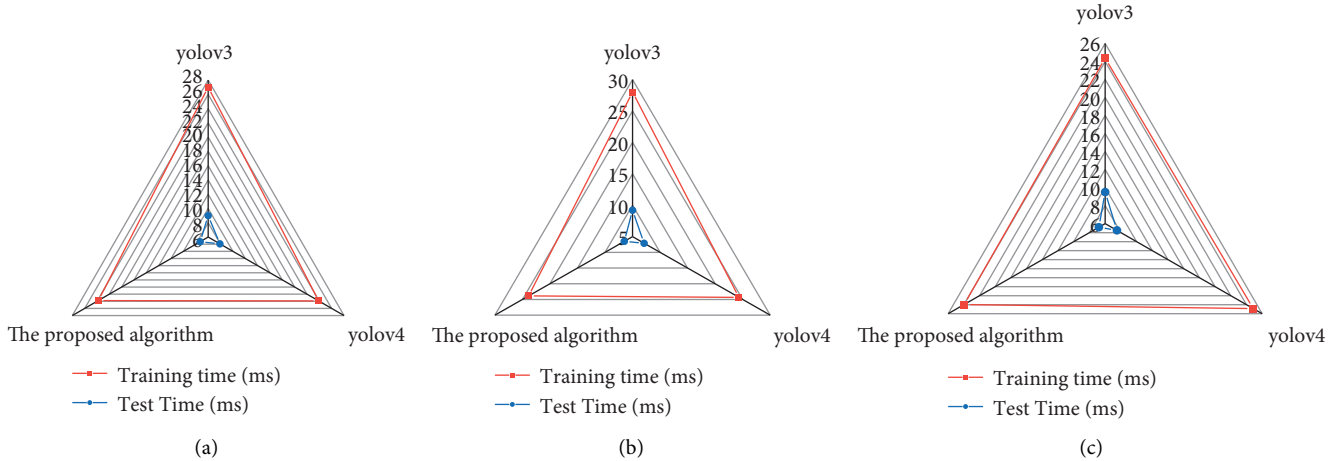 yolov3
28
26
24
22
20
18
16
14
12
10
8
6
The proposed algorithm
yolov4
Training time (ms)
Test Time (ms)
(a)
yolov3
30
25
20
15
10
5
The proposed algorithm
yolov4
Training time (ms)
Test Time (ms)
(b)
yolov3
26
24
22
20
18
16
14
12
10
8
6
The proposed algorithm
yolov4
Training time (ms)
Test Time (ms)
(c)